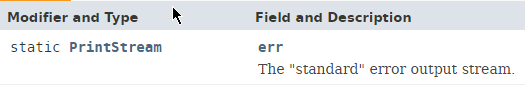 Modifier and Type Field and Description
static PrintStream err
The "standard" error output stream.